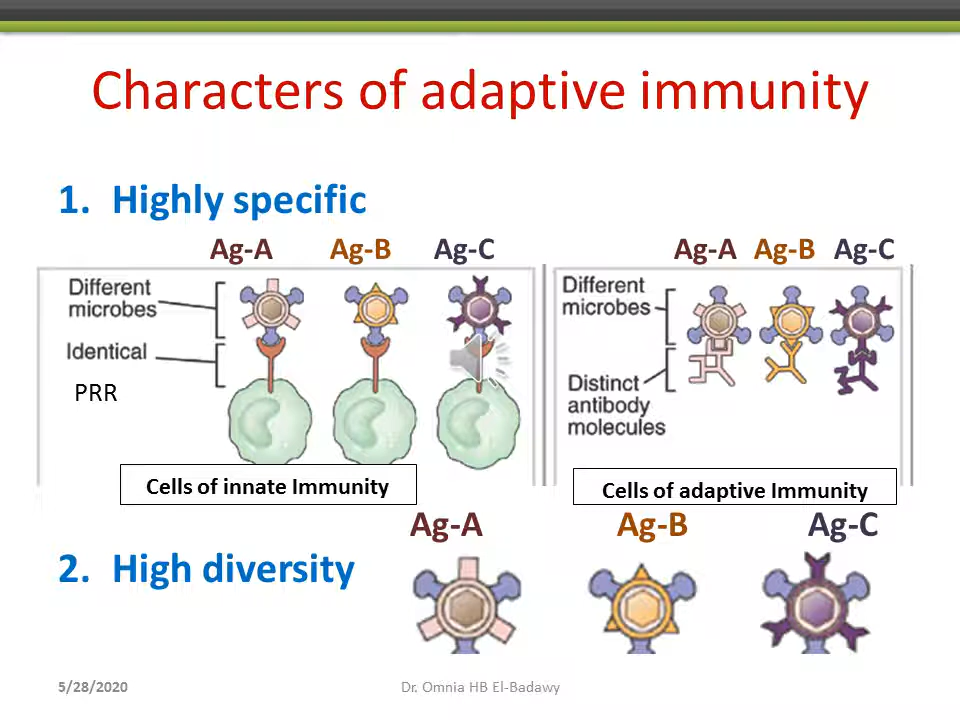 Characters of adaptive immunity
1. Highly specific
Ag-A Ag-B Ag-C
Different
microbes
Identical
PRR
Cells of innate Immunity
Ag-A Ag-B Ag-C
Different
microbes
Distinct
antibody
molecules
Cells of adaptive Immunity
Ag-A Ag-B Ag-C
2. High diversity
5/28/2020
Dr. Omnia HB El-Badawy